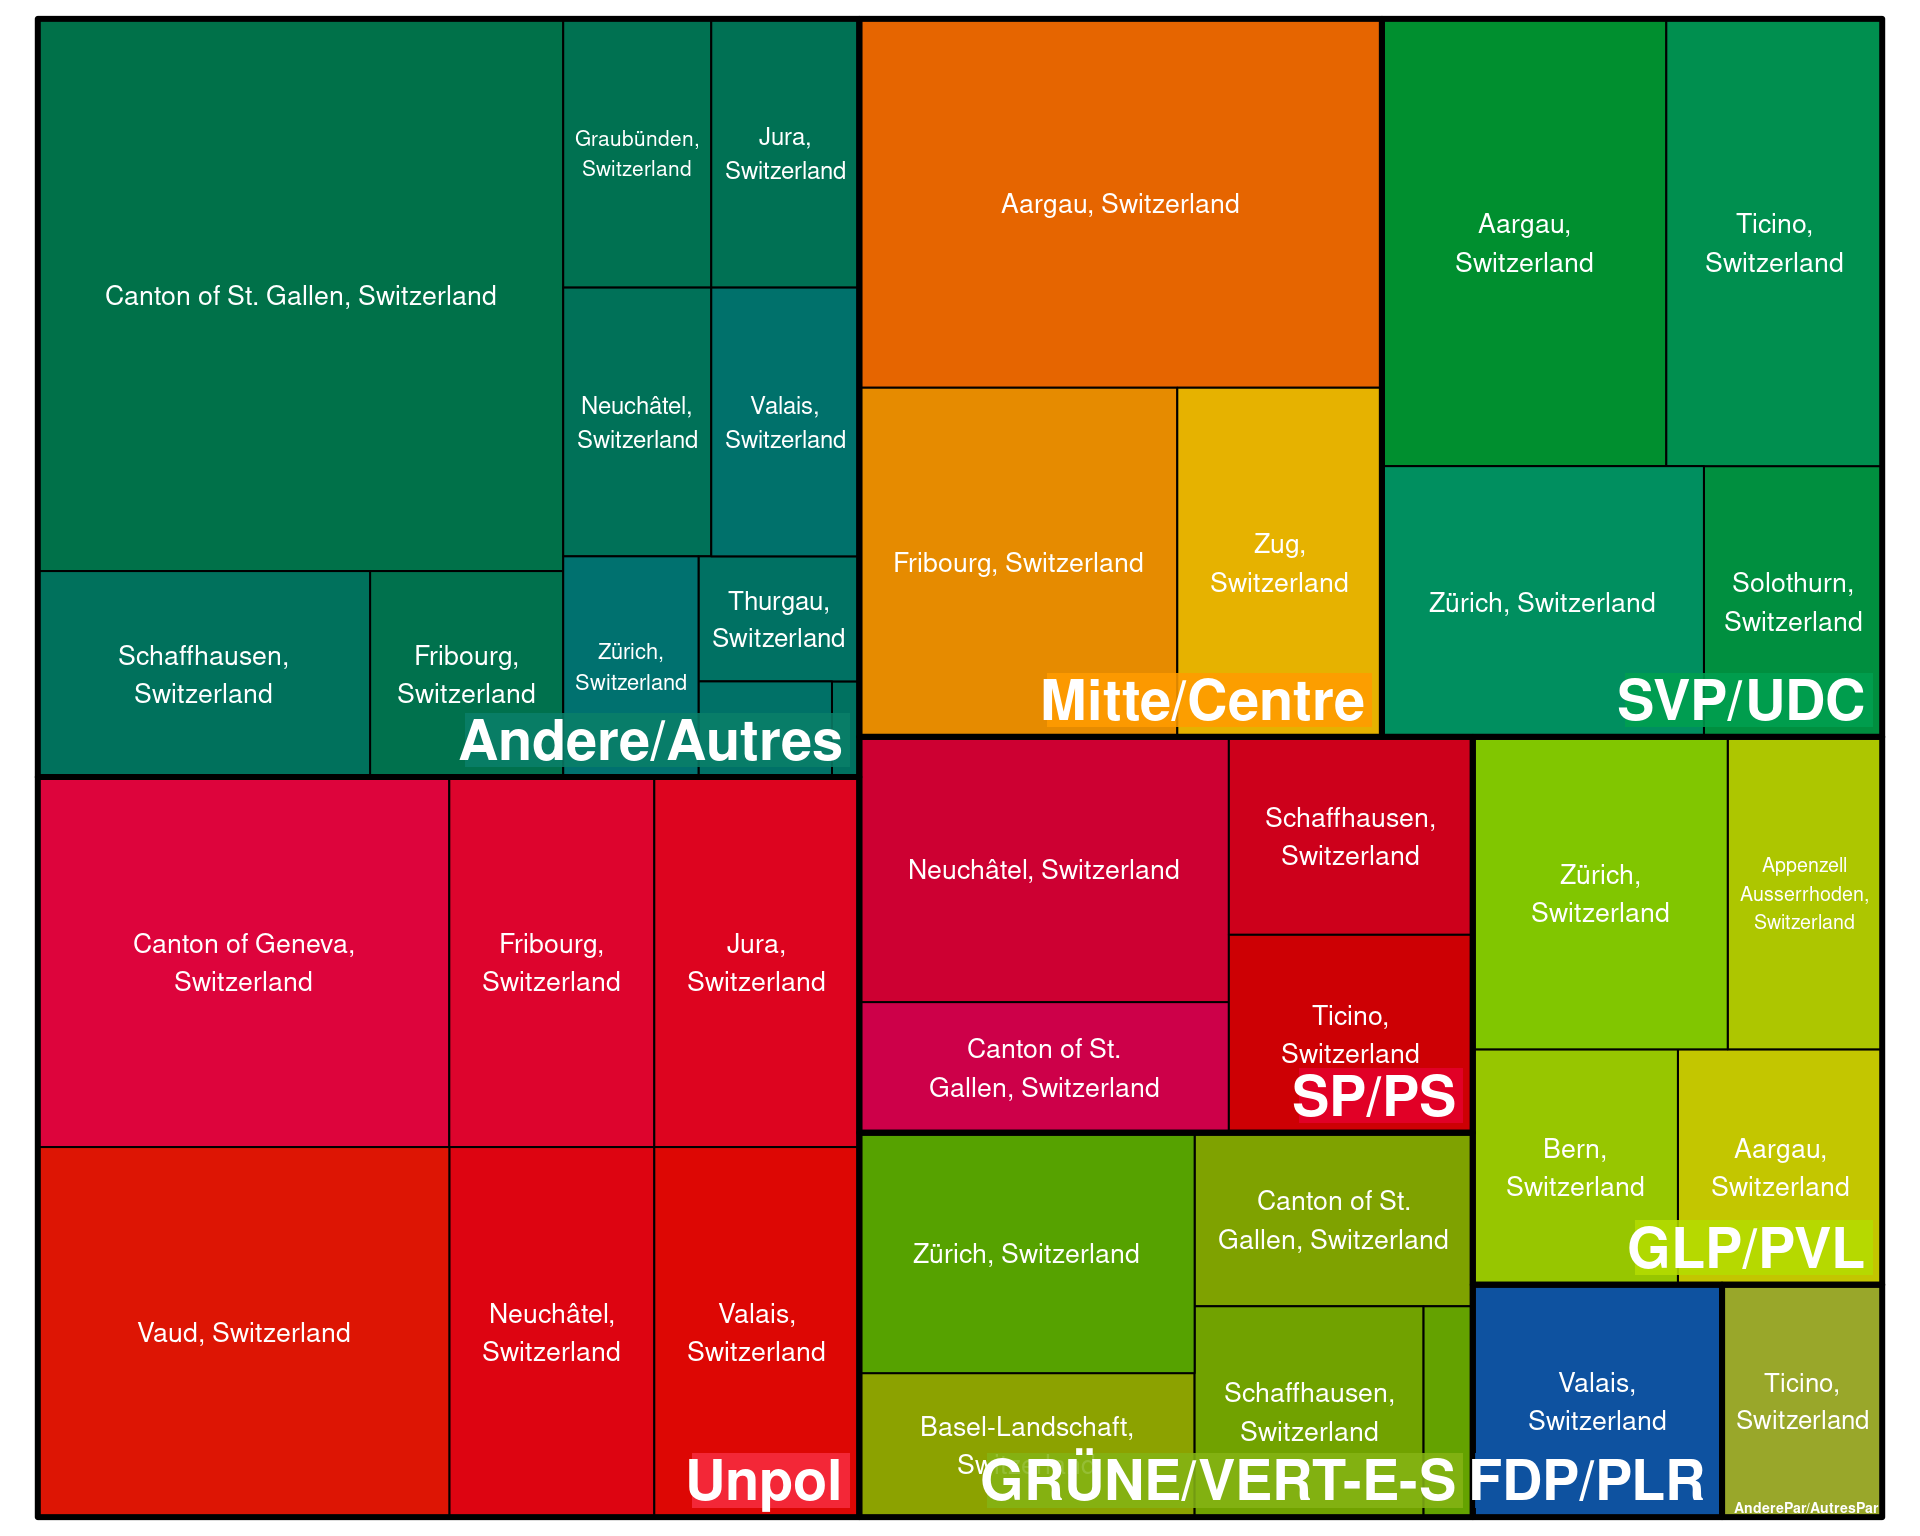 Canton of St. Gallen, Switzerland
Graubünden,
Switzerland
Jura,
Switzerland
Neuchâtel,
Switzerland
Valais,
Switzerland
Schaffhausen,
Switzerland
Fribourg,
Switzerland
Zürich,
Switzerland
Thurgau,
Switzerland
Andere/Autres
Aargau, Switzerland
Fribourg, Switzerland
Zug,
Switzerland
Mitte/Centre
Aargau,
Switzerland
Ticino,
Switzerland
Zürich, Switzerland
Solothurn,
Switzerland
SVP/UDC
Canton of Geneva,
Switzerland
Fribourg,
Switzerland
Jura,
Switzerland
Vaud, Switzerland
Neuchâtel,
Switzerland
Valais,
Switzerland
Unpol
Neuchâtel, Switzerland
Schaffhausen,
Switzerland
Canton of St.
Gallen, Switzerland
Ticino,
Switzerland
SP/PS
Zürich,
Switzerland
Appenzell
Ausserrhoden,
Switzerland
Bern,
Switzerland
Aargau,
Switzerland
GLP/PVL
Zürich, Switzerland
Canton of St.
Gallen, Switzerland
Basel-Landschaft,
Switzerland
Schaffhausen,
Switzerland
GRÜNE/VERT-E-S
Valais,
Switzerland
FDP/PLR
Ticino,
Switzerland
AnderePar/AutresPar